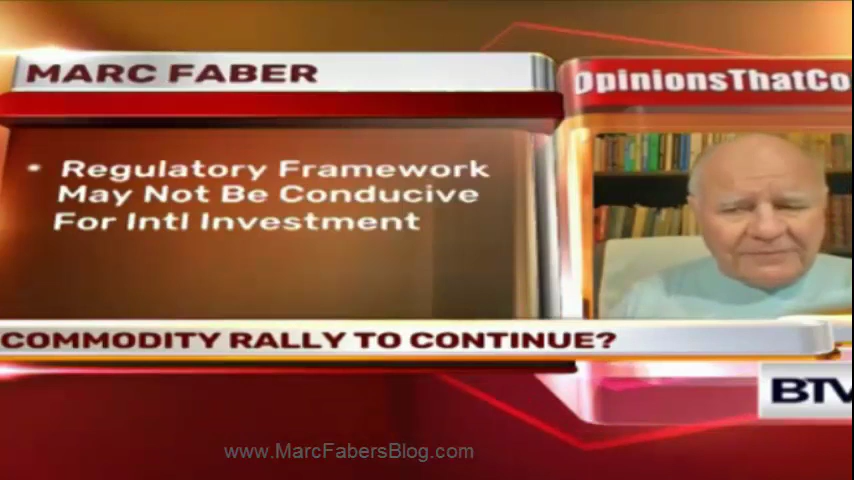 MARC FABER
OpinionsThatCo
• Regulatory Framework
May Not Be Conducive
For Intl Investment
COMMODITY RALLY TO CONTINUE?
BTV
www.MarcFabersBlog.com